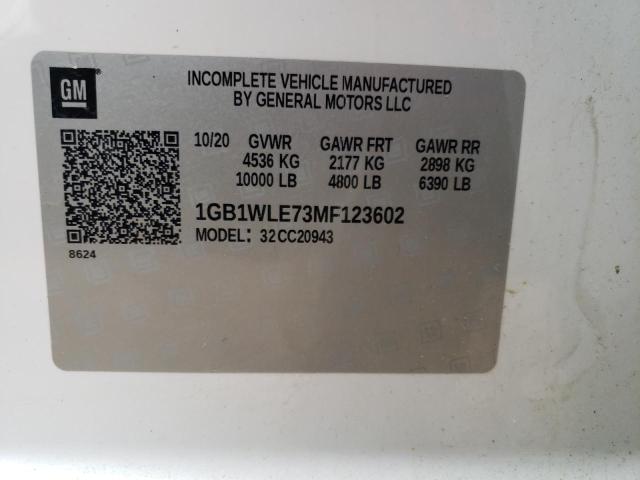 GM
INCOMPLETE VEHICLE MANUFACTURED
BY GENERAL MOTORS LLC
10/20 GVWR GAWR FRT GAWR RR
4536 KG 2177 KG 2898 KG
10000 LB 4800 LB 6390 LB
1GB1WLE73MF123602
MODEL: 32CC20943
8624